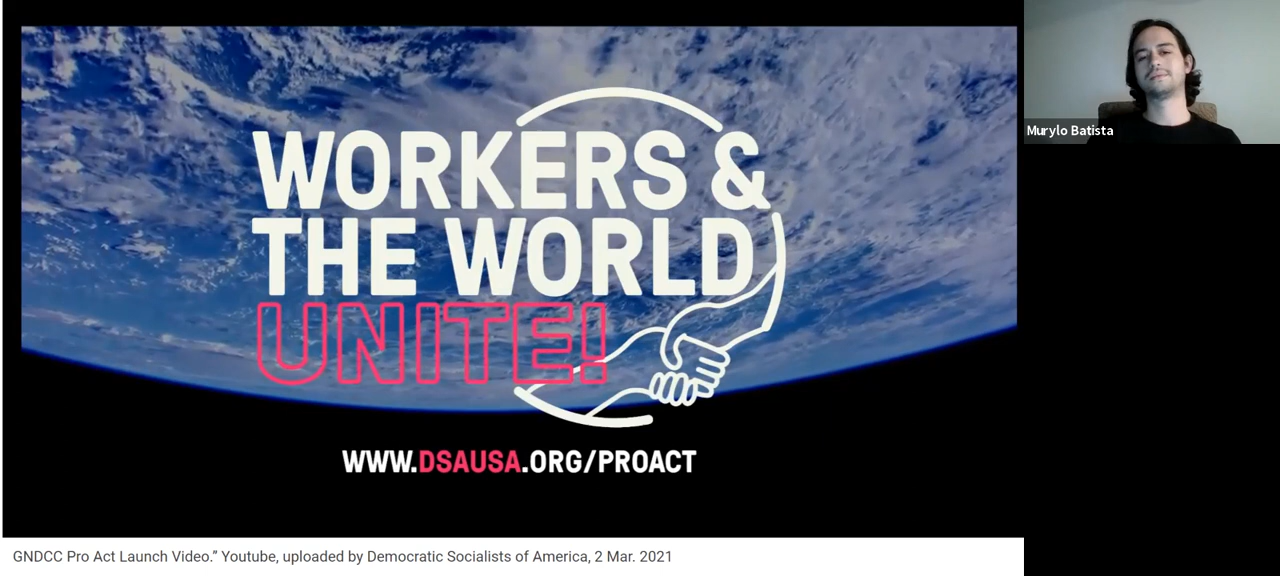 WORKERS &
THE WORLD
UNITE!
WWW.DSAUSA.ORG/PROACT
GNDCC Pro Act Launch Video.” Youtube, uploaded by Democratic Socialists of America, 2 Mar. 2021
Murylo Batista